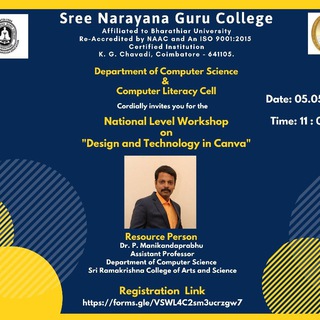 Sree Narayana Guru College
Affiliated to Bharathiar University
Re-Accredited by NAAC and An ISO 9001:2015
Certified Institution
K. G. Chavadi, Coimbatore - 641105.
Department of Computer Science
&
Computer Literacy Cell
Cordially invites you for the
National Level Workshop
on
"Design and Technology in Canva"
Date: 05.05
Time: 11 : 0
Resource Person
Dr. P. Manikandaprabhu
Assistant Professor
Department of Computer Science
Sri Ramakrishna College of Arts and Science
Registration Link
https://forms.gle/VSWL4C2sm3ucrzgw7